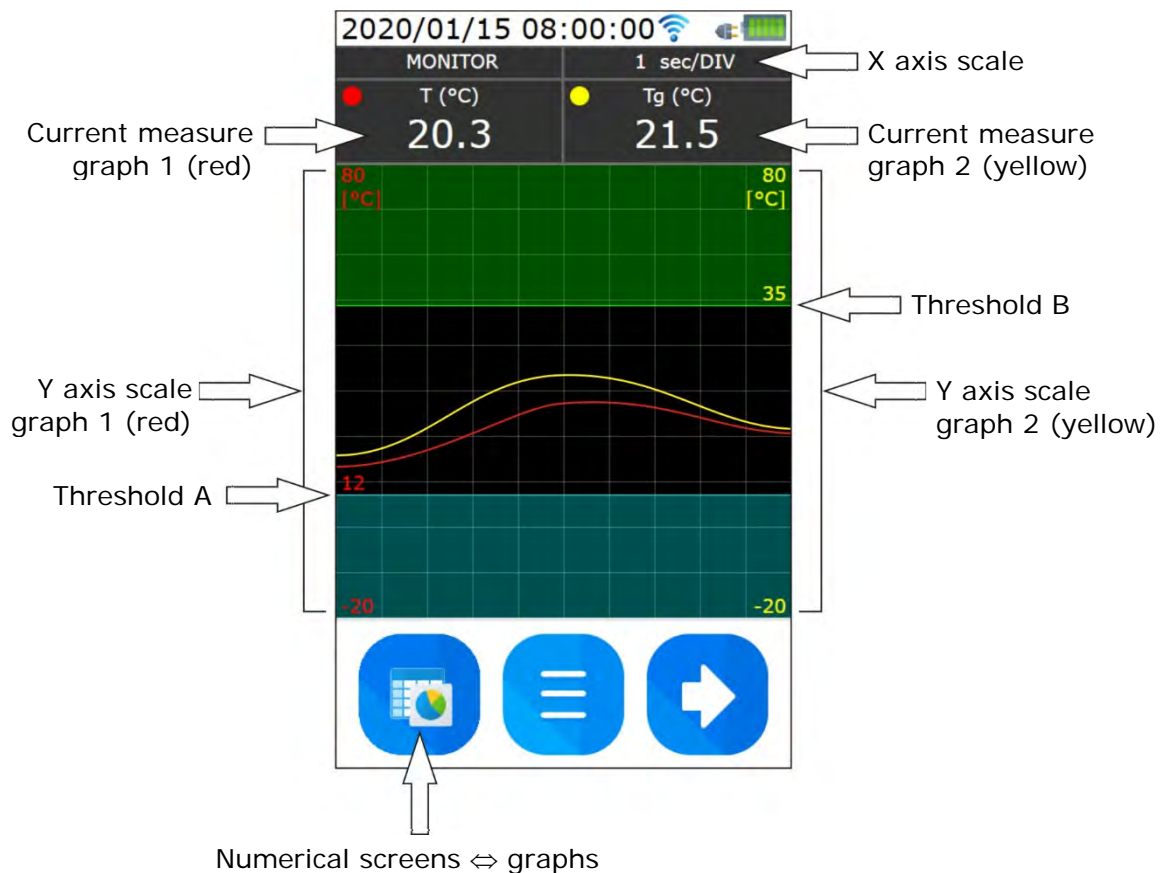 2020/01/15 08:00:00
MONITOR
1 sec/DIV
X axis scale
T (°C)
Tg (°C)
20.3
21.5
Current measure
graph 1 (red)
Current measure
graph 2 (yellow)
80
[°C]
80
[°C]
35
Threshold B
Y axis scale
graph 1 (red)
Y axis scale
graph 2 (yellow)
12
Threshold A
-20
-20
Numerical screens ⇔ graphs